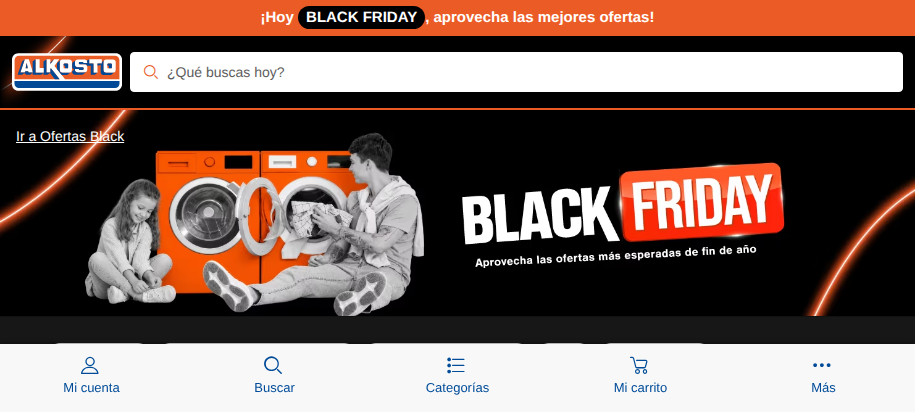 ¡Hoy BLACK FRIDAY, aprovecha las mejores ofertas!
ALKOSTO
¿Qué buscas hoy?
Ir a Ofertas Black
BLACK FRIDAY
Aprovecha las ofertas más esperadas de fin de año
Mi cuenta
Buscar
Categorías
Mi carrito
Más